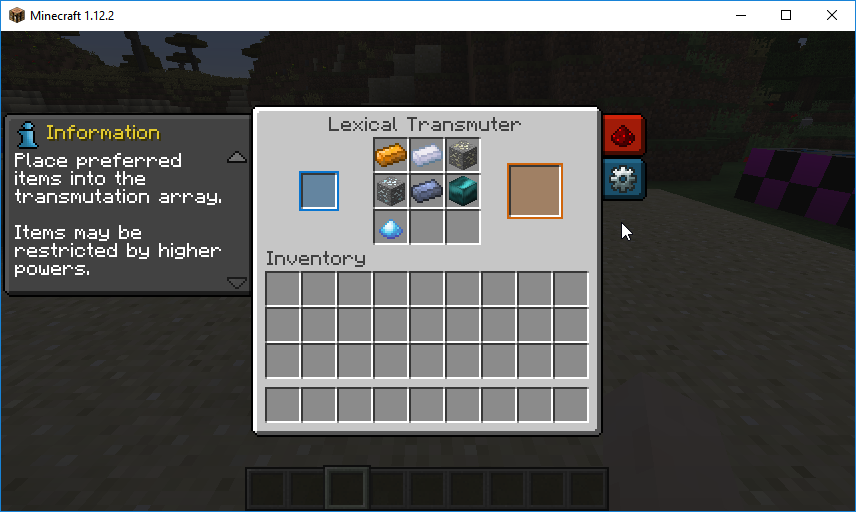 Minecraft 1.12.2
Information
Place preferred
items into the
transmutation array.
Items may be
restricted by higher
powers.
Lexical Transmuter
Inventory